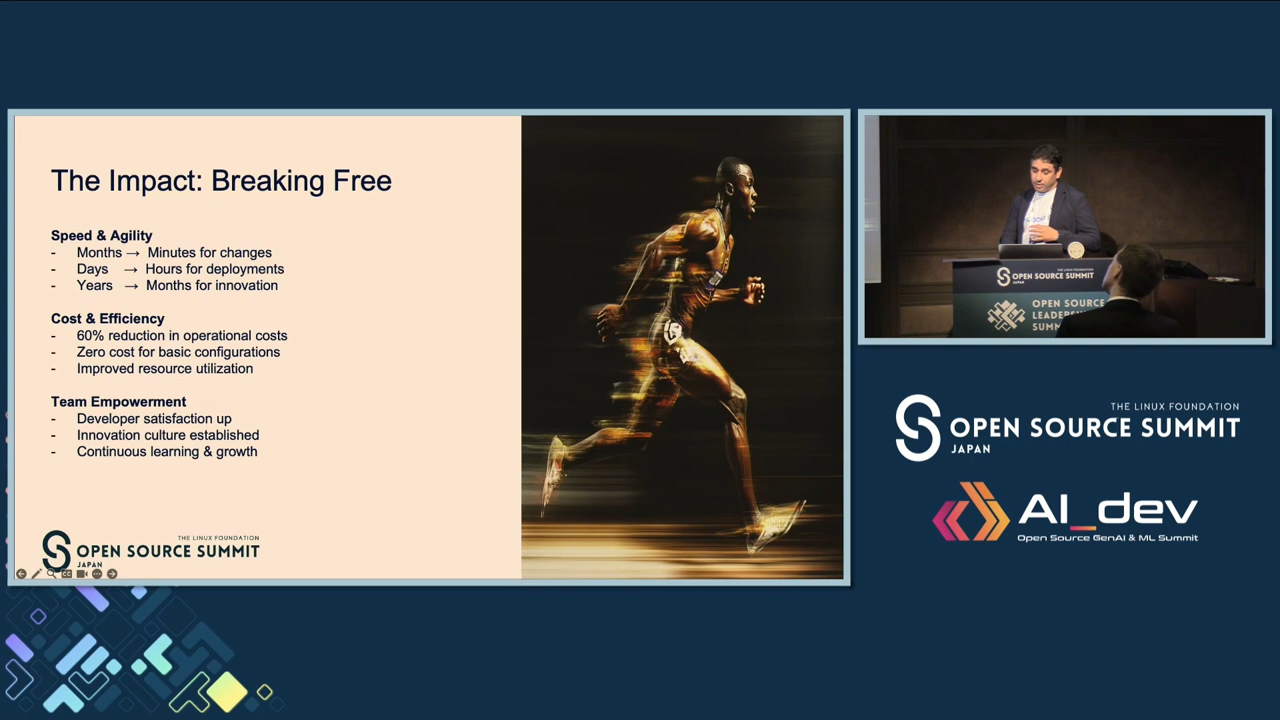 The Impact: Breaking Free
Speed & Agility
- Months → Minutes for changes
- Days → Hours for deployments
- Years → Months for innovation
Cost & Efficiency
- 60% reduction in operational costs
- Zero cost for basic configurations
- Improved resource utilization
Team Empowerment
- Developer satisfaction up
- Innovation culture established
- Continuous learning & growth
THE LINUX FOUNDATION
OPEN SOURCE SUMMIT
JAPAN
THE LINUX FOUNDATION
OPEN SOURCE SUMMIT
JAPAN
OPEN SOURCE
THE LINUX FOUNDATION
OPEN SOURCE SUMMIT
JAPAN
AI_dev
Open Source GenAI & ML Summit